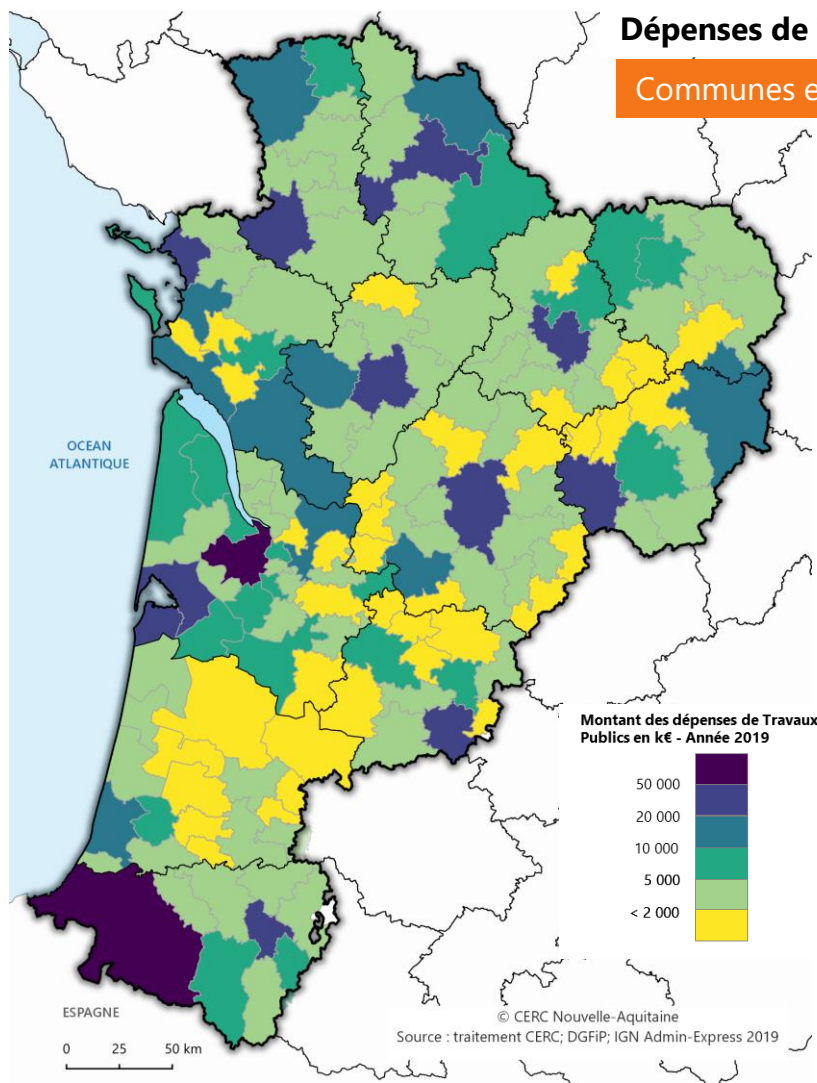 Dépenses de
Communes e
OCEAN
ATLANTIQUE
Montant des dépenses de Travaux
Publics en k€ - Année 2019
50 000
20 000
10 000
5 000
< 2 000
ESPAGNE
© CERC Nouvelle-Aquitaine
Source : traitement CERC; DGFiP; IGN Admin-Express 2019
0 25 50 km